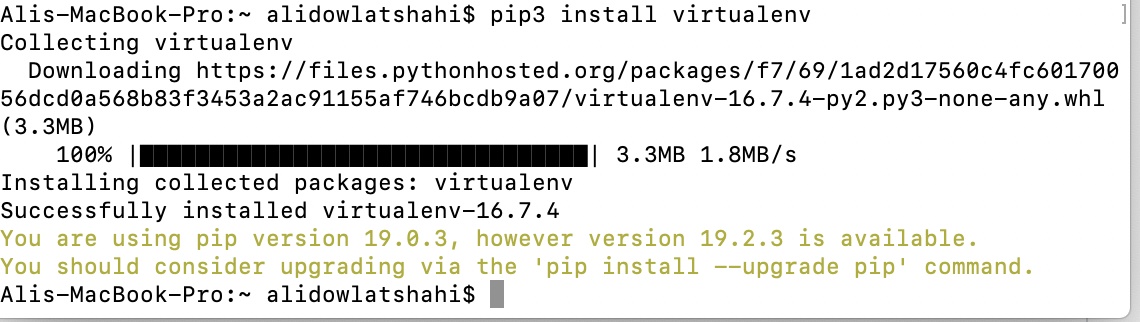 Alis-MacBook-Pro:~ alidowlatshahi$ pip3 install virtualenv
Collecting virtualenv
  Downloading https://files.pythonhosted.org/packages/f7/69/1ad2d17560c4fc601700
56dcd0a568b83f3453a2ac91155af746bcdb9a07/virtualenv-16.7.4-py2.py3-none-any.whl
(3.3MB)
    100% |████████████████████████████████| 3.3MB 1.8MB/s
Installing collected packages: virtualenv
Successfully installed virtualenv-16.7.4
You are using pip version 19.0.3, however version 19.2.3 is available.
You should consider upgrading via the 'pip install --upgrade pip' command.
Alis-MacBook-Pro:~ alidowlatshahi$